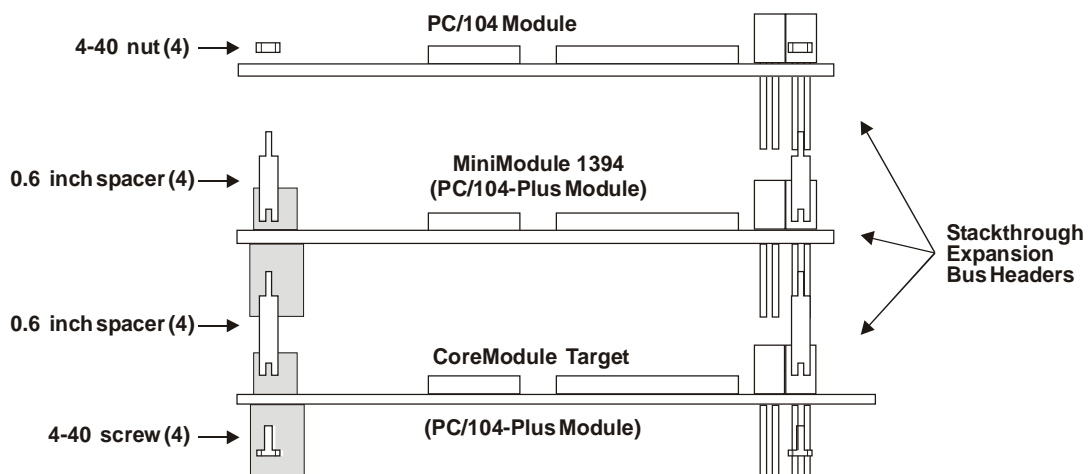 PC/104 Module
4-40 nut (4)
0.6 inch spacer (4)
MiniModule 1394
(PC/104-Plus Module)
Stackthrough
Expansion
Bus Headers
0.6 inch spacer (4)
CoreModule Target
4-40 screw (4)
(PC/104-Plus Module)